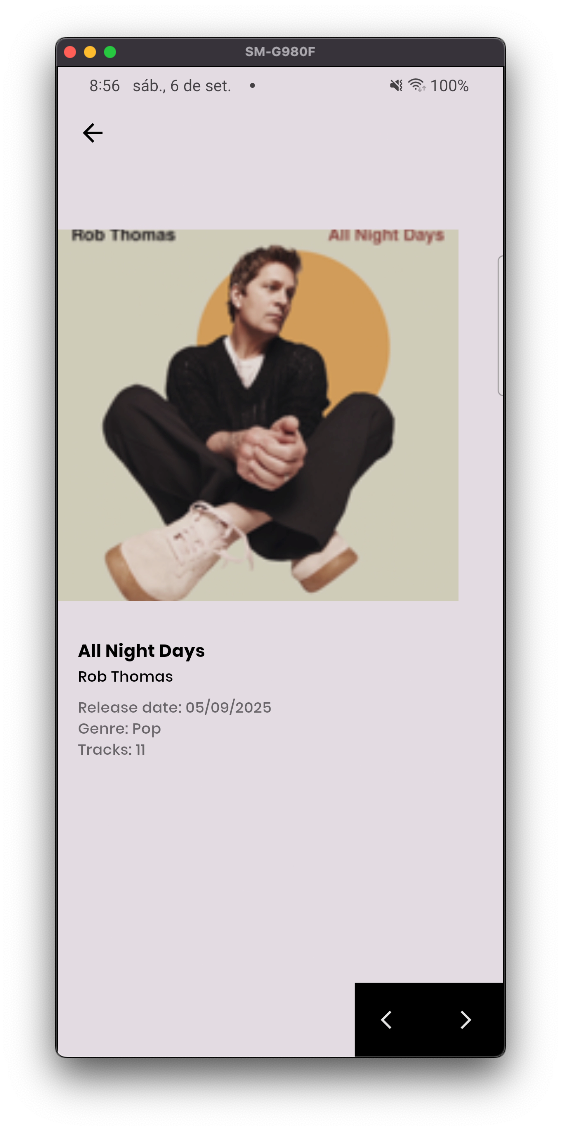 SM-G980F
8:56 sáb., 6 de set. • 100%
Rob Thomas All Night Days
All Night Days
Rob Thomas
Release date: 05/09/2025
Genre: Pop
Tracks: 11